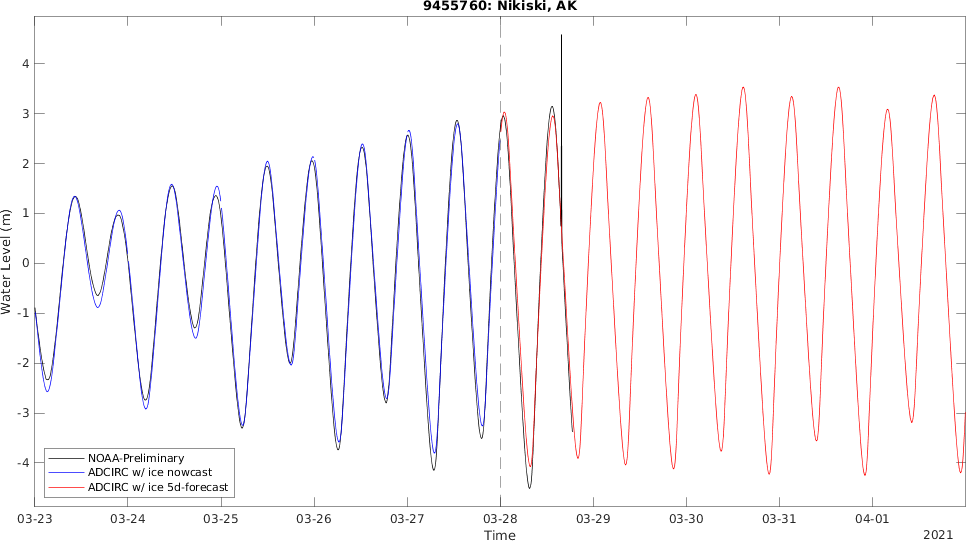 9455760: Nikiski, AK
Water Level (m)
4
3
2
1
0
-1
-2
-3
-4
NOAA-Preliminary
ADCIRC w/ ice nowcast
ADCIRC w/ ice 5d-forecast
03-23 03-24 03-25 03-26 03-27 03-28 03-29 03-30 03-31 04-01
Time
2021